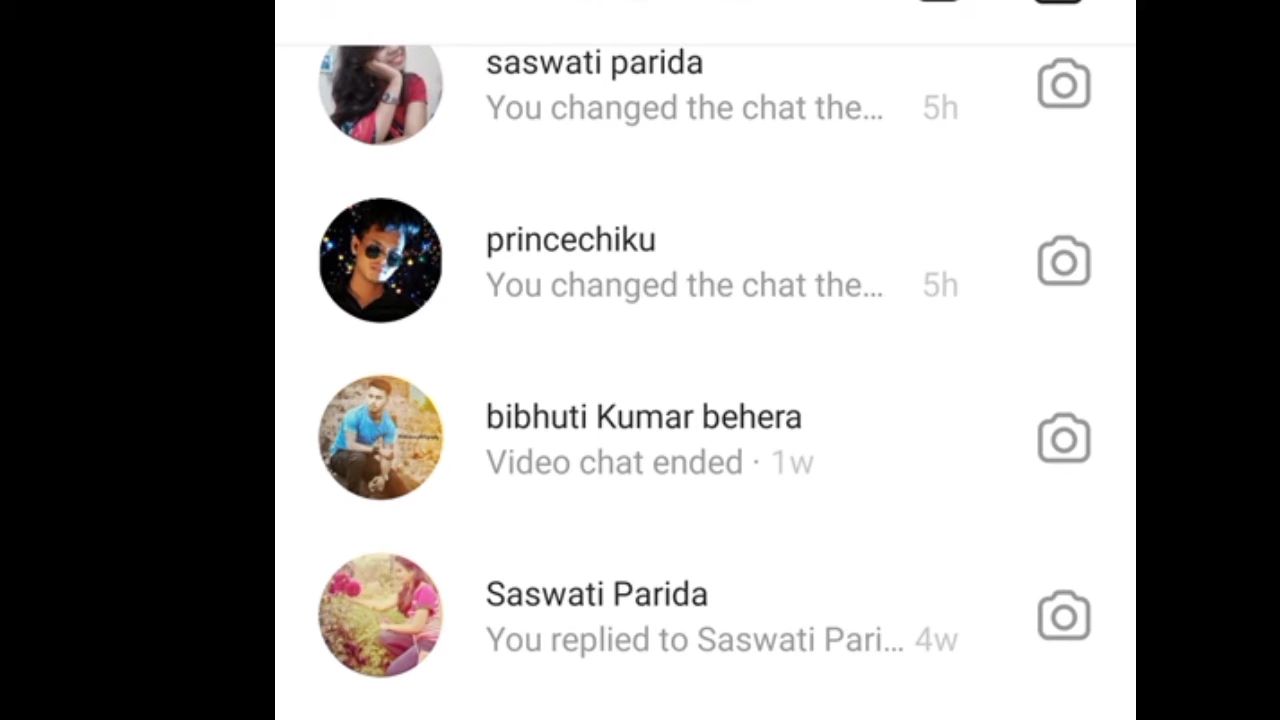 saswati parida
You changed the chat the... 5h
princechiku
You changed the chat the... 5h
bibhuti Kumar behera
Video chat ended · 1w
Saswati Parida
You replied to Saswati Pari... 4w